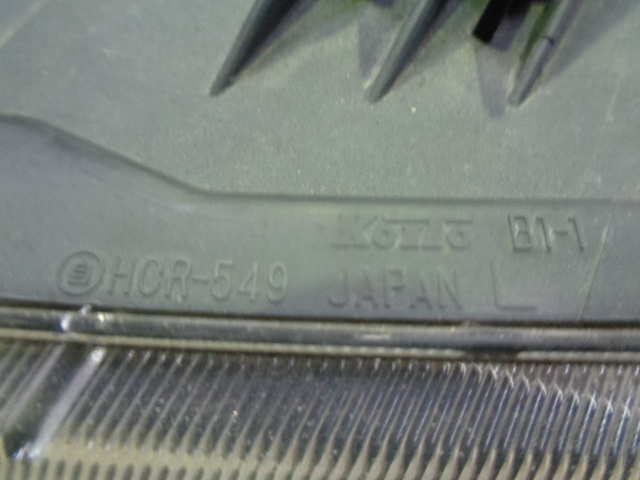 KOITO B1-1
HCR-549 JAPAN L